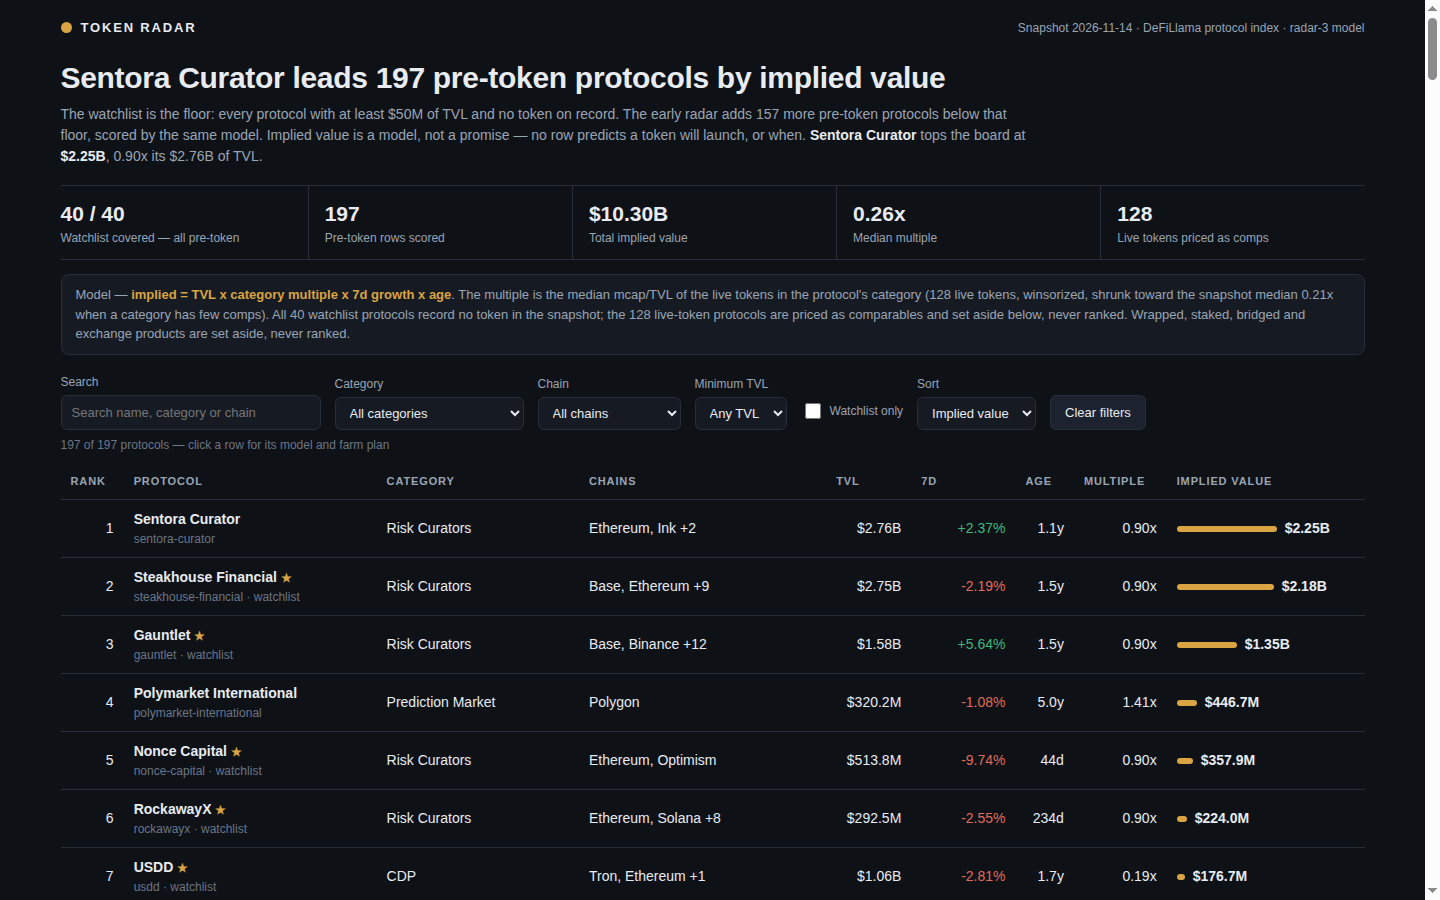 TOKEN RADAR
Snapshot 2026-11-14 · DeFiLlama protocol index · radar-3 model
Sentora Curator leads 197 pre-token protocols by implied value
The watchlist is the floor: every protocol with at least $50M of TVL and no token on record. The early radar adds 157 more pre-token protocols below that
floor, scored by the same model. Implied value is a model, not a promise — no row predicts a token will launch, or when. Sentora Curator tops the board at
$2.25B, 0.90x its $2.76B of TVL.
40 / 40
Watchlist covered — all pre-token
197
Pre-token rows scored
$10.30B
Total implied value
0.26x
Median multiple
128
Live tokens priced as comps
Model — implied = TVL x category multiple x 7d growth x age. The multiple is the median mcap/TVL of the live tokens in the protocol's category (128 live tokens, winsorized, shrunk toward the snapshot median 0.21x
when a category has few comps). All 40 watchlist protocols record no token in the snapshot; the 128 live-token protocols are priced as comparables and set aside below, never ranked. Wrapped, staked, bridged and
exchange products are set aside, never ranked.
Search
Search name, category or chain
Category
All categories
Chain
All chains
Minimum TVL
Any TVL
Watchlist only
Sort
Implied value
Clear filters
197 of 197 protocols — click a row for its model and farm plan
RANK PROTOCOL CATEGORY CHAINS TVL 7D AGE MULTIPLE IMPLIED VALUE
1 Sentora Curator Risk Curators Ethereum, Ink +2 $2.76B +2.37% 1.1y 0.90x $2.25B
sentora-curator
2 Steakhouse Financial ★ Risk Curators Base, Ethereum +9 $2.75B -2.19% 1.5y 0.90x $2.18B
steakhouse-financial · watchlist
3 Gauntlet ★ Risk Curators Base, Binance +12 $1.58B +5.64% 1.5y 0.90x $1.35B
gauntlet · watchlist
4 Polymarket International Prediction Market Polygon $320.2M -1.08% 5.0y 1.41x $446.7M
polymarket-international
5 Nonce Capital ★ Risk Curators Ethereum, Optimism $513.8M -9.74% 44d 0.90x $357.9M
nonce-capital · watchlist
6 RockawayX ★ Risk Curators Ethereum, Solana +8 $292.5M -2.55% 234d 0.90x $224.0M
rockawayx · watchlist
7 USDD ★ CDP Tron, Ethereum +1 $1.06B -2.81% 1.7y 0.19x $176.7M
usdd · watchlist